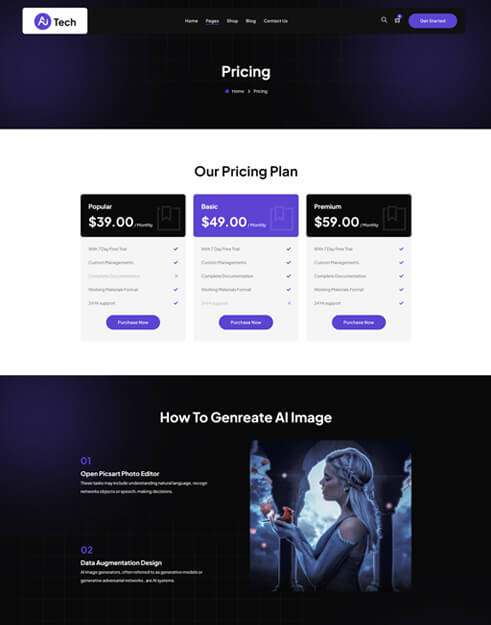 AI Tech
Home Pages Shop Blog Contact Us
Get Started
Pricing
Home > Pricing
Our Pricing Plan
Popular
$39.00 / Monthly
With 7 Day Free Trial
Custom Managements
Complete Documentation
Working Materials Format
24 Hr support
Purchase Now
Basic
$49.00 / Monthly
With 7 Day Free Trial
Custom Managements
Complete Documentation
Working Materials Format
24 Hr support
Purchase Now
Premium
$59.00 / Monthly
With 7 Day Free Trial
Custom Managements
Complete Documentation
Working Materials Format
24 Hr support
Purchase Now
How To Genreate AI Image
01
Open Picsart Photo Editor
These tasks may include understanding natural language, recogn
networks objects or speech, making decisions.
02
Data Augmentation Design
AI image generators, often referred to as generative models or
generative adversarial networks , are AI systems.